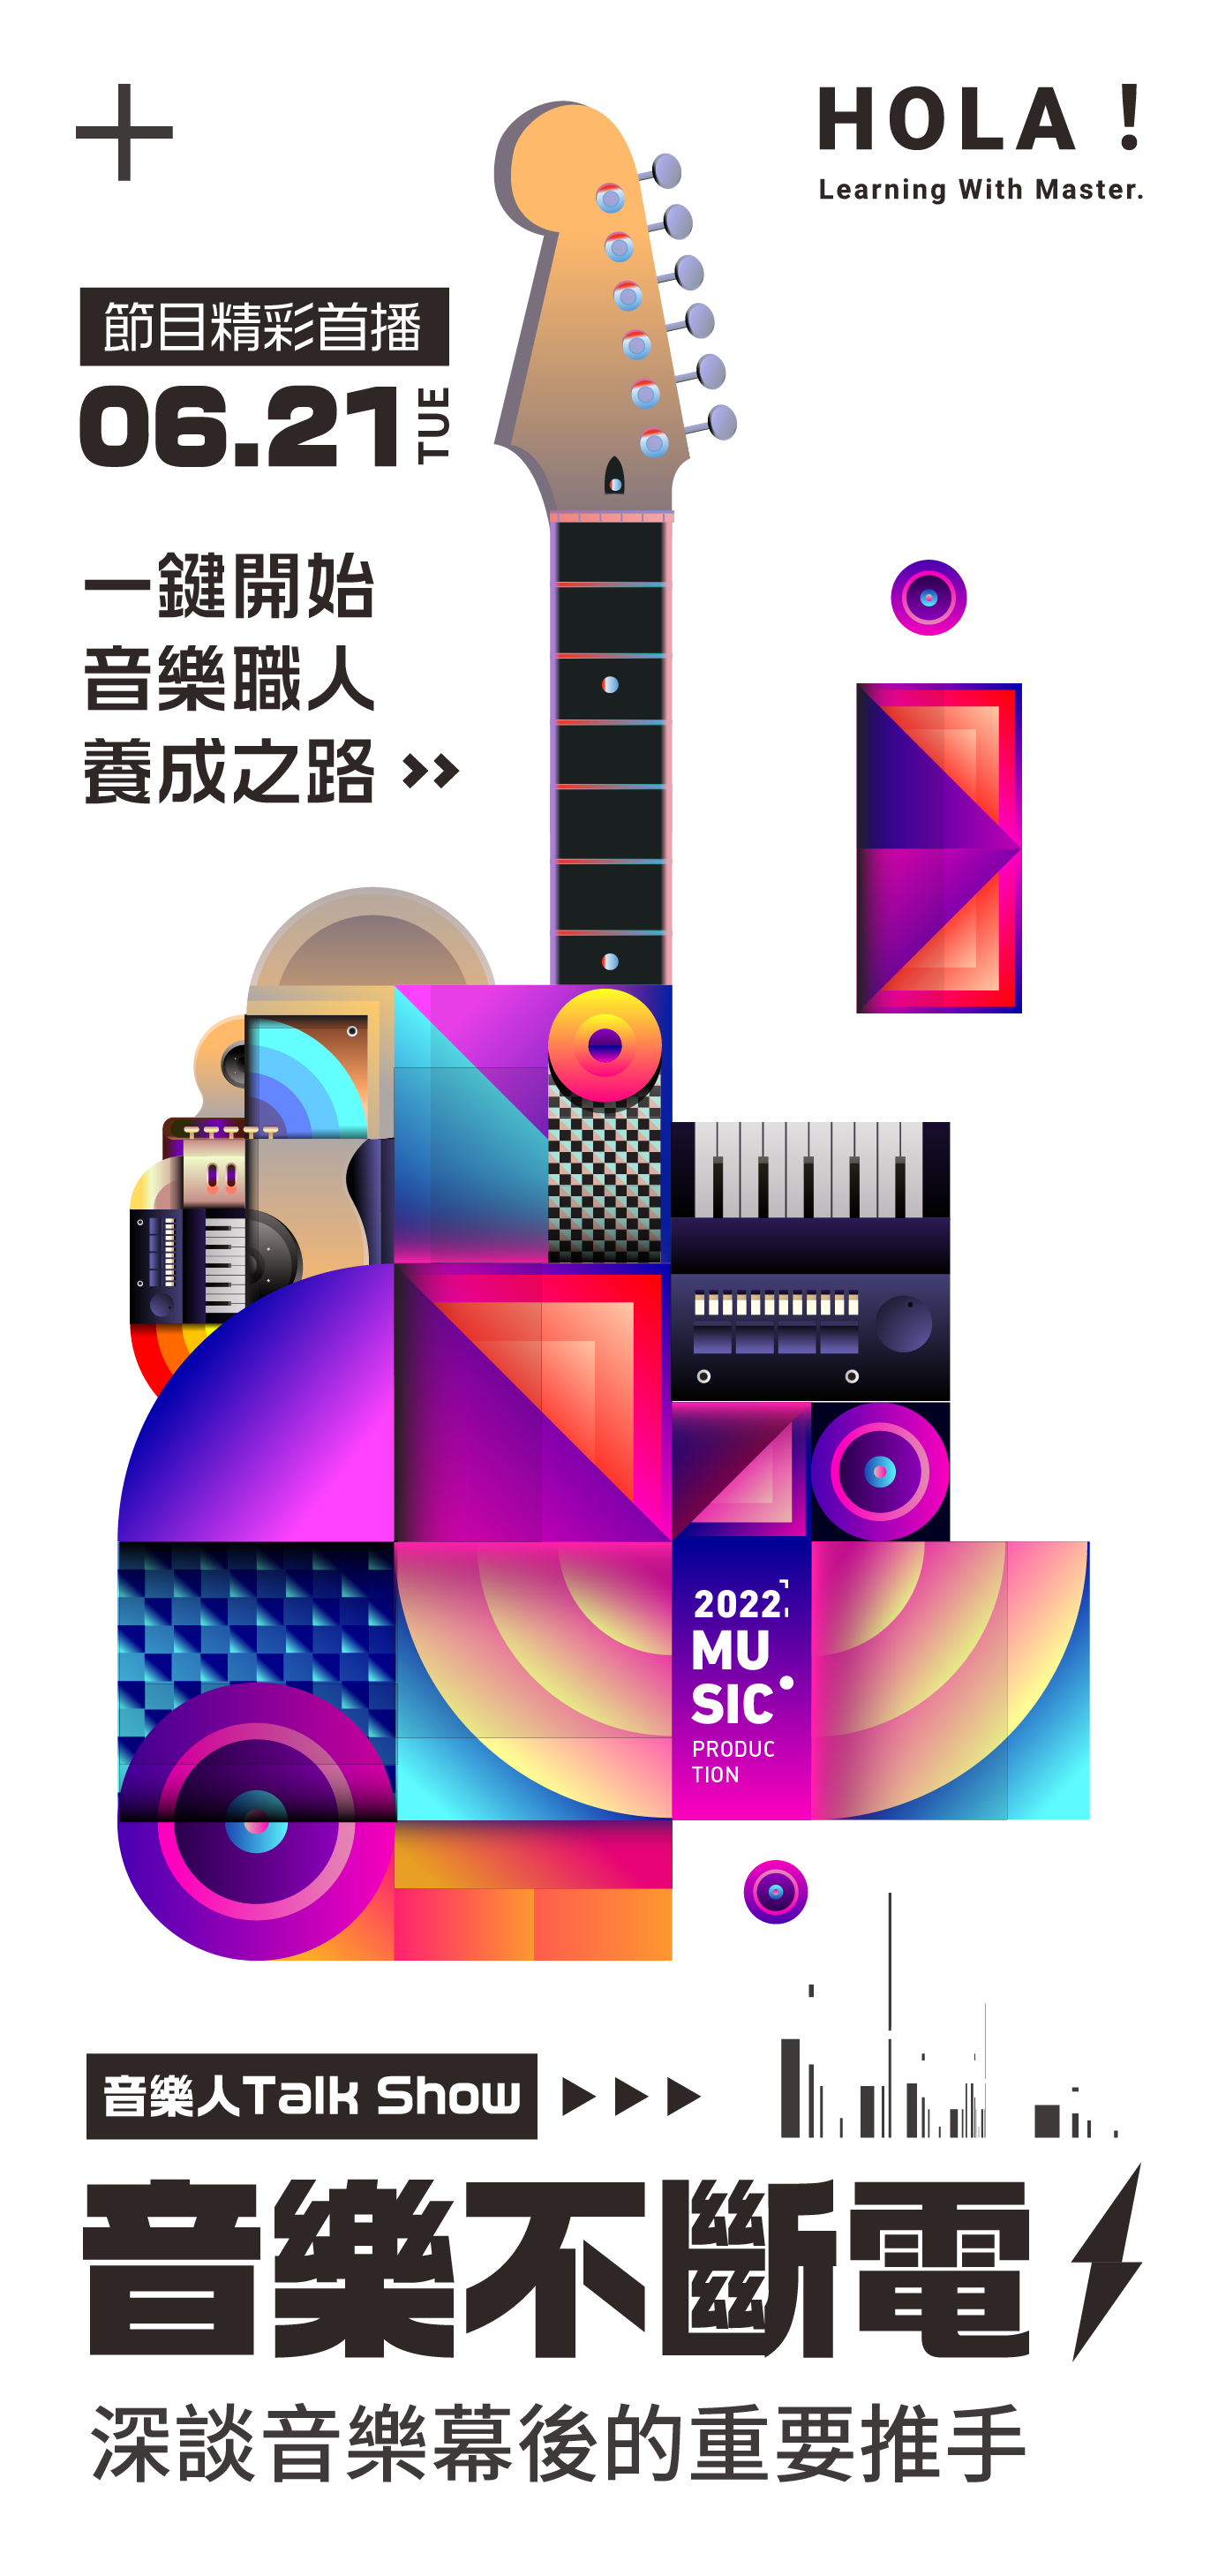 HOLA！
Learning With Master.
節目精彩首播
06.21 TUE
一鍵開始
音樂職人
養成之路 >>
2022
MU
SIC
PRODUC
TION
音樂人Talk Show
音樂不斷電
深談音樂幕後的重要推手